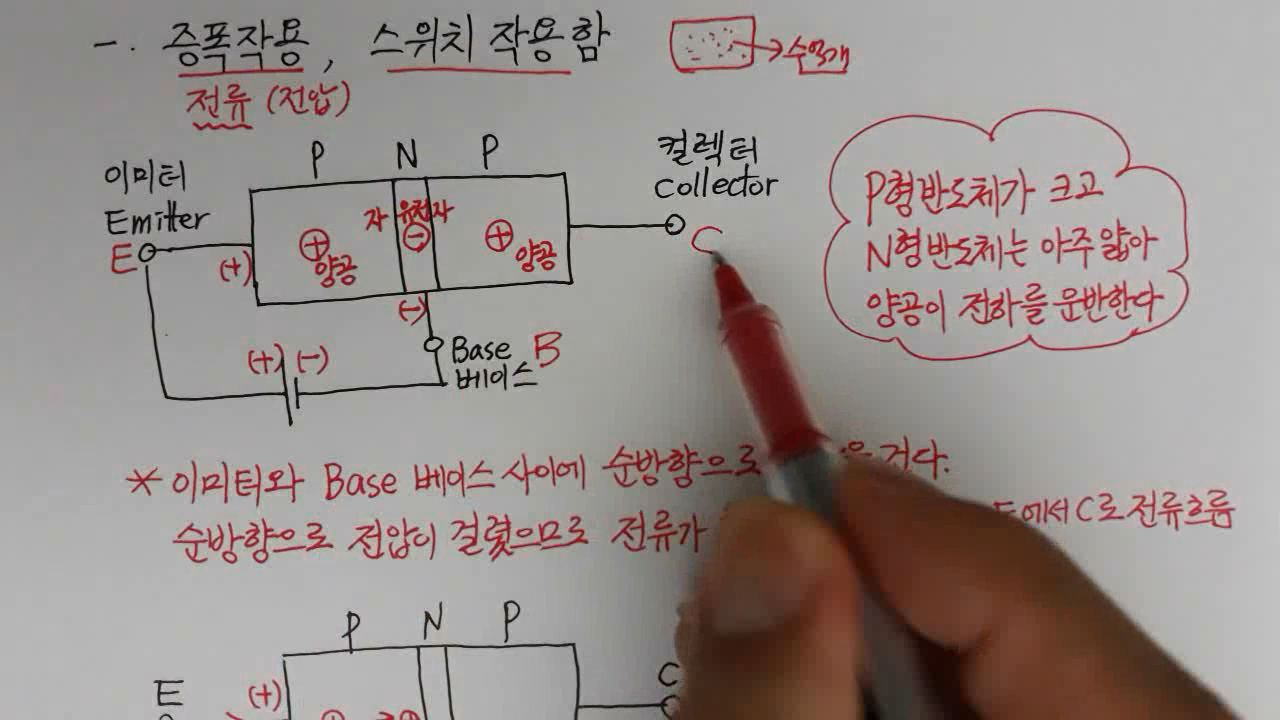 一. 증폭작용, 스위치 작용함
수억개
전류 (전압)
P N P
이미터
Emitter
E
컬렉터
Collector
C
자 유전자
(+) ⊕ ⊖ ⊕
양공 양공
(-)
(+) (-)
Base B
베이스
P형반도체가 크고
N형반도체는 아주 얇아
양공이 전하를 운반한다
* 이미터와 Base 베이스 사이에 순방향으로 건다.
순방향으로 전압이 걸렸으므로 전류가 에서 C로 전류흐름
P N P
E (+) C